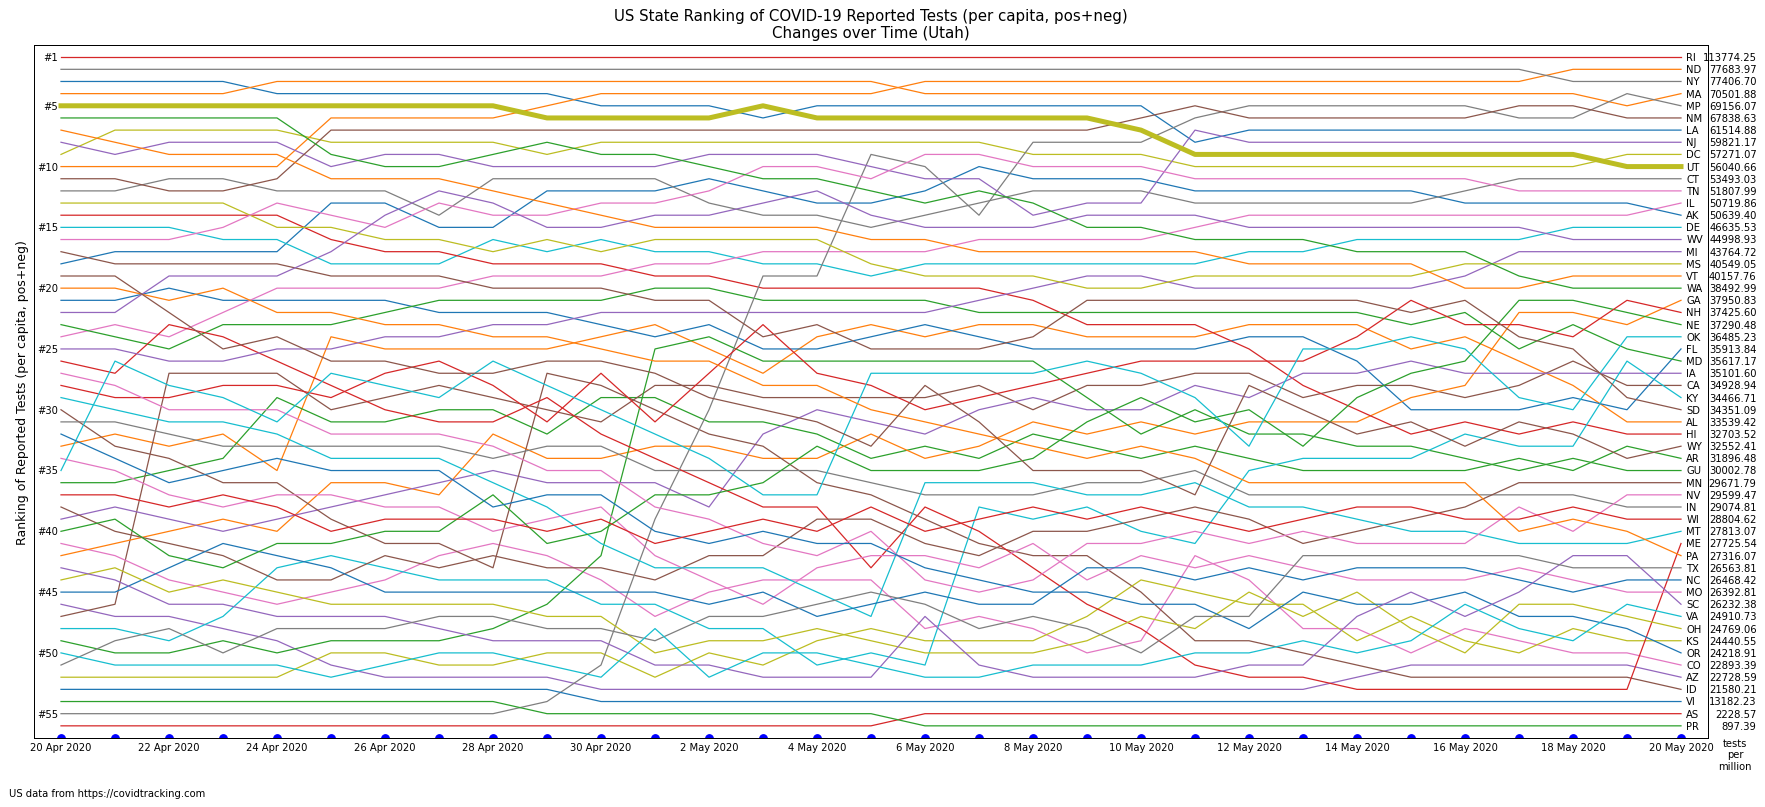 US State Ranking of COVID-19 Reported Tests (per capita, pos+neg)
Changes over Time (Utah)
Ranking of Reported Tests (per capita, pos+neg)
#1
#5
#10
#15
#20
#25
#30
#35
#40
#45
#50
#55
RI 113774.25
ND 77683.97
NY 77406.70
MA 70501.88
MP 69156.07
NM 67838.63
LA 61514.88
NJ 59821.17
DC 57271.07
UT 56040.66
CT 53493.03
TN 51807.99
IL 50719.86
AK 50639.40
DE 46635.53
WV 44998.93
MI 43764.72
MS 40549.05
VT 40157.76
WA 38492.99
GA 37950.83
NH 37425.60
NE 37290.48
OK 36485.23
FL 35913.84
MD 35617.17
IA 35101.60
CA 34928.94
KY 34466.71
SD 34351.09
AL 33539.42
HI 32703.52
WY 32552.41
AR 31896.48
GU 30002.78
MN 29671.79
NV 29599.47
IN 29074.81
WI 28804.62
MT 27813.07
ME 27725.54
PA 27316.07
TX 26563.81
NC 26468.42
MO 26392.81
SC 26232.38
VA 24910.73
OH 24769.06
KS 24440.55
OR 24218.91
CO 22893.39
AZ 22728.59
ID 21580.21
VI 13182.23
AS 2228.57
PR 897.39
20 Apr 2020 22 Apr 2020 24 Apr 2020 26 Apr 2020 28 Apr 2020 30 Apr 2020 2 May 2020 4 May 2020 6 May 2020 8 May 2020 10 May 2020 12 May 2020 14 May 2020 16 May 2020 18 May 2020 20 May 2020
tests
per
million
US data from https://covidtracking.com